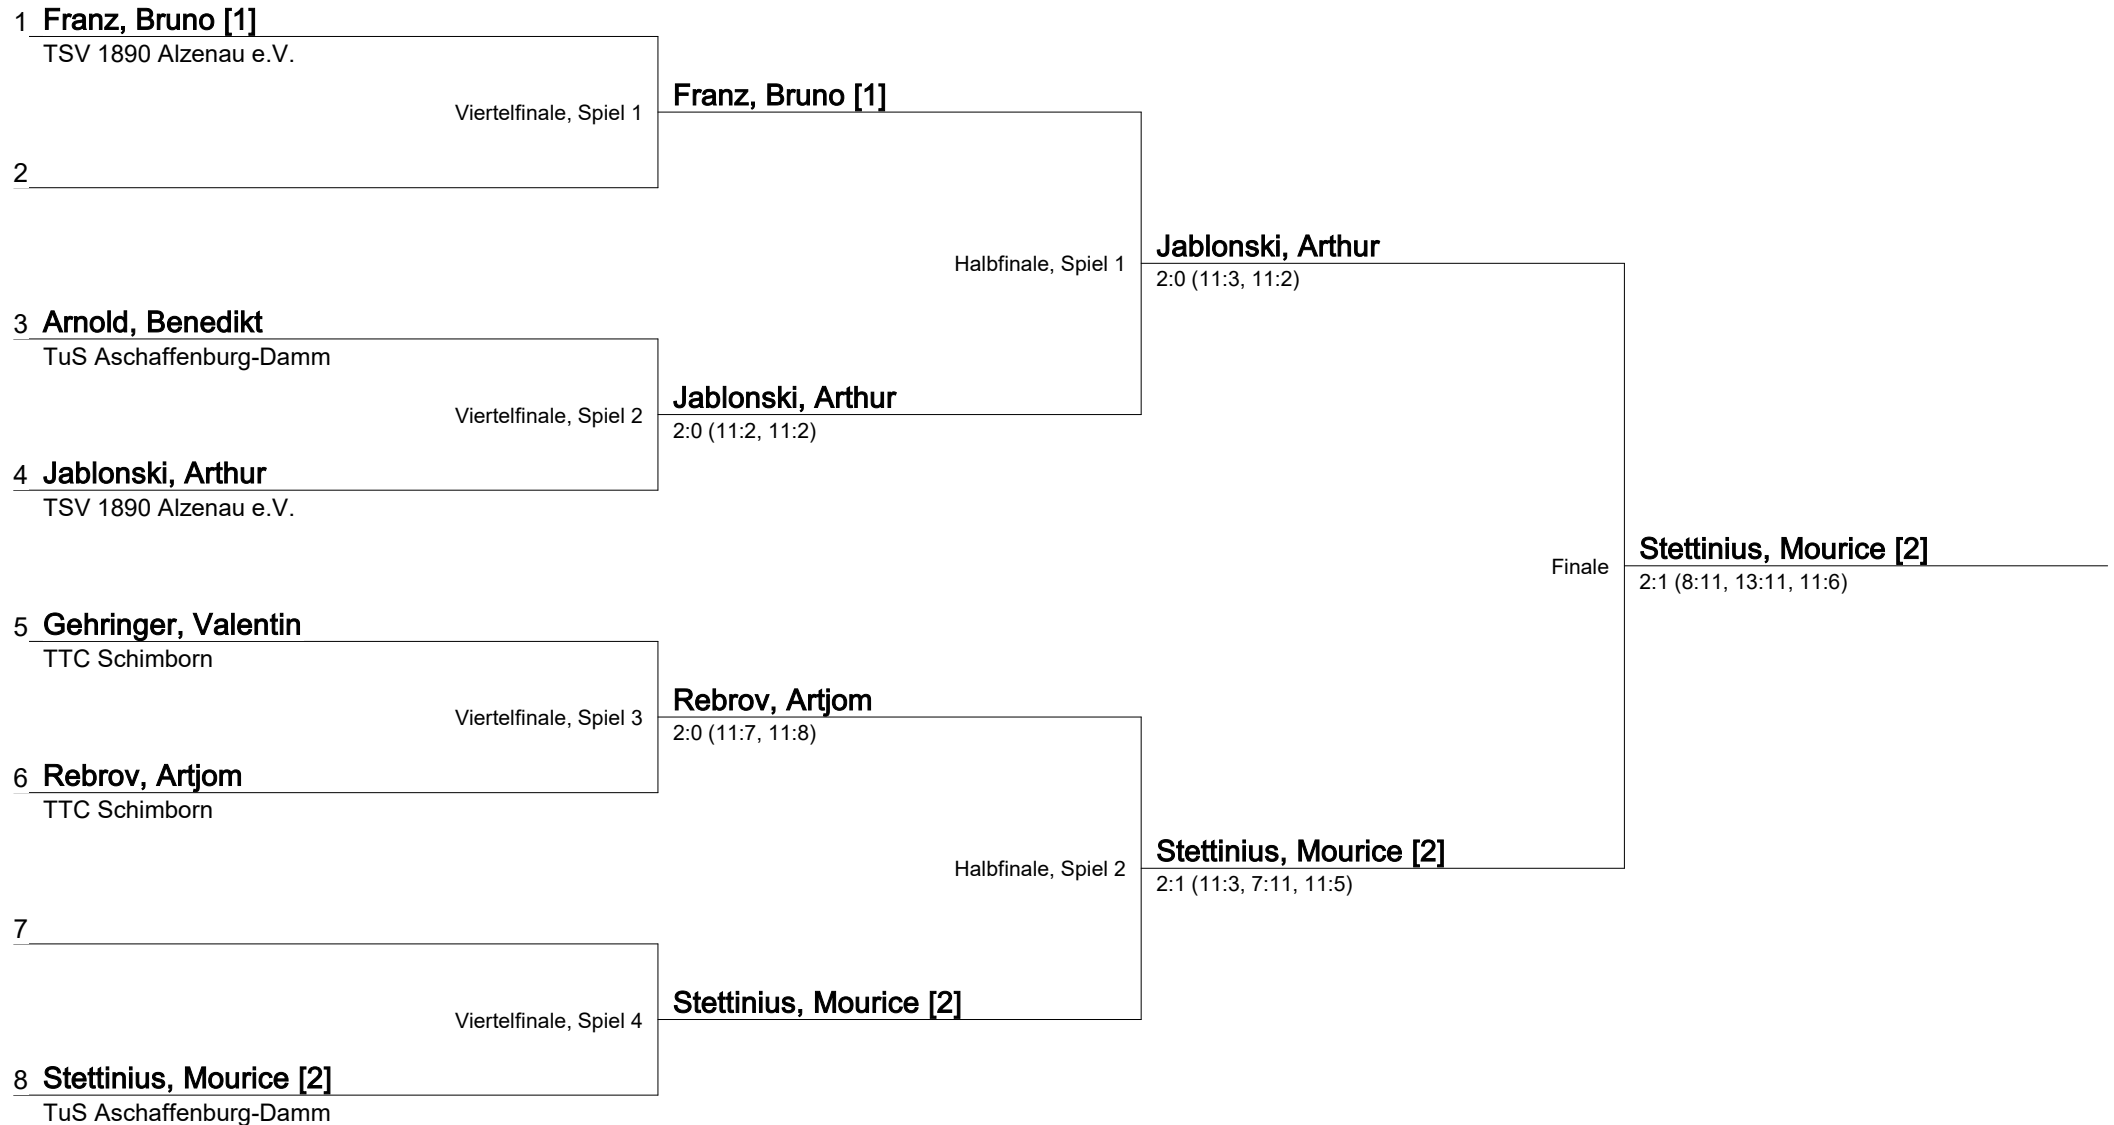 1 Franz, Bruno [1]
TSV 1890 Alzenau e.V.
Viertelfinale, Spiel 1
Franz, Bruno [1]
2
Halbfinale, Spiel 1
Jablonski, Arthur
2:0 (11:3, 11:2)
3 Arnold, Benedikt
TuS Aschaffenburg-Damm
Viertelfinale, Spiel 2
Jablonski, Arthur
2:0 (11:2, 11:2)
4 Jablonski, Arthur
TSV 1890 Alzenau e.V.
Finale
Stettinius, Mourice [2]
2:1 (8:11, 13:11, 11:6)
5 Gehringer, Valentin
TTC Schimborn
Viertelfinale, Spiel 3
Rebrov, Artjom
2:0 (11:7, 11:8)
6 Rebrov, Artjom
TTC Schimborn
Halbfinale, Spiel 2
Stettinius, Mourice [2]
2:1 (11:3, 7:11, 11:5)
7
Viertelfinale, Spiel 4
Stettinius, Mourice [2]
8 Stettinius, Mourice [2]
TuS Aschaffenburg-Damm